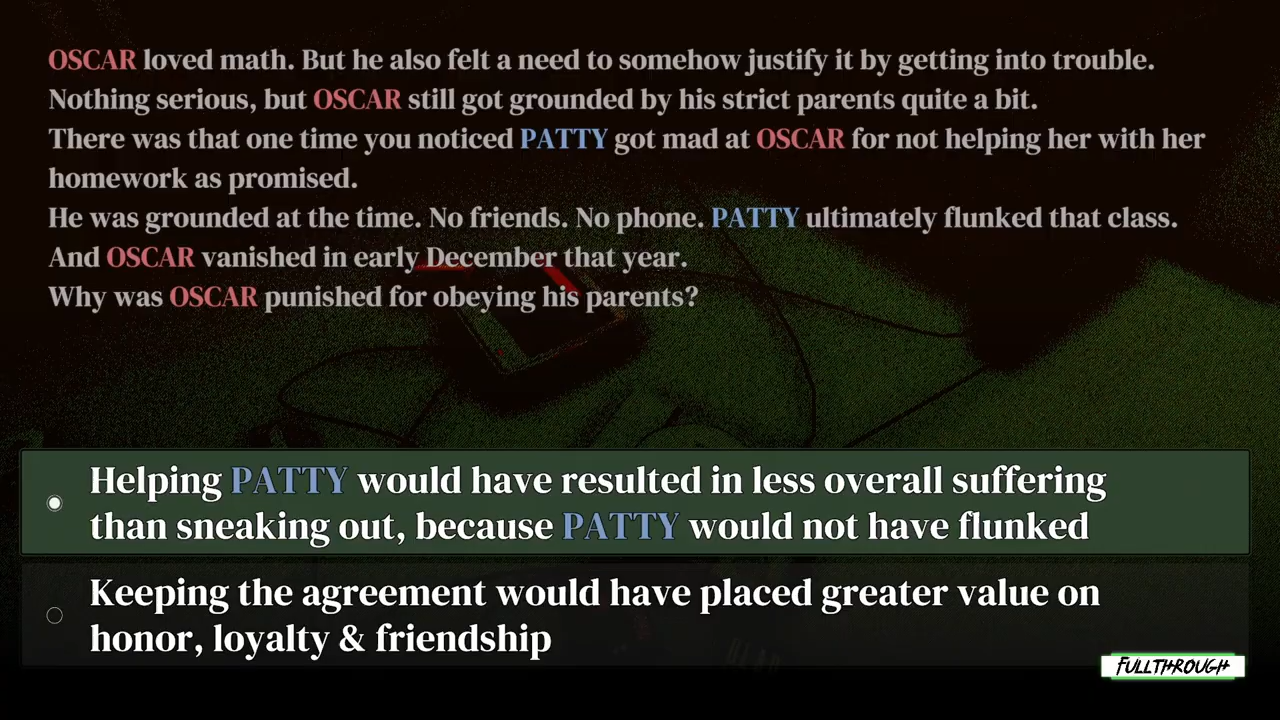 OSCAR loved math. But he also felt a need to somehow justify it by getting into trouble.
Nothing serious, but OSCAR still got grounded by his strict parents quite a bit.
There was that one time you noticed PATTY got mad at OSCAR for not helping her with her
homework as promised.
He was grounded at the time. No friends. No phone. PATTY ultimately flunked that class.
And OSCAR vanished in early December that year.
Why was OSCAR punished for obeying his parents?
Helping PATTY would have resulted in less overall suffering
than sneaking out, because PATTY would not have flunked
Keeping the agreement would have placed greater value on
honor, loyalty & friendship
FULLTHROUGH